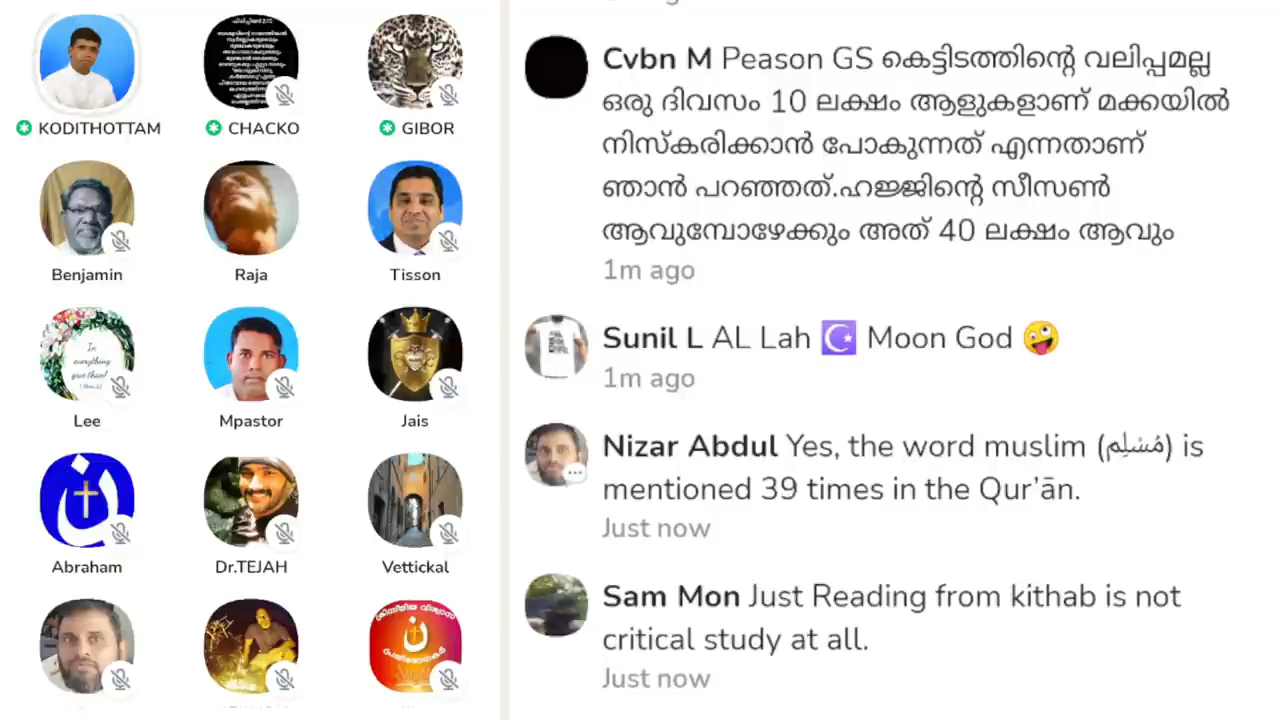 KODITHOTTAM
CHACKO
GIBOR
Benjamin
Raja
Tisson
In
everything
Lee
Mpastor
Jais
Abraham
Dr.TEJAH
Vettickal
Cvbn M Peason GS കെട്ടിടത്തിന്റെ വലിപ്പമല്ല
ഒരു ദിവസം 10 ലക്ഷം ആളുകളാണ് മക്കയിൽ
നിസ്കരിക്കാൻ പോകുന്നത് എന്നതാണ്
ഞാൻ പറഞ്ഞത്.ഹജ്ജിന്റെ സീസൺ
ആവുമ്പോഴേക്കും അത് 40 ലക്ഷം ആവും
1m ago
Sunil L AL Lah ☪️ Moon God 🤪
1m ago
Nizar Abdul Yes, the word muslim (مُسْلِم) is
mentioned 39 times in the Qur’ān.
Just now
Sam Mon Just Reading from kithab is not
critical study at all.
Just now